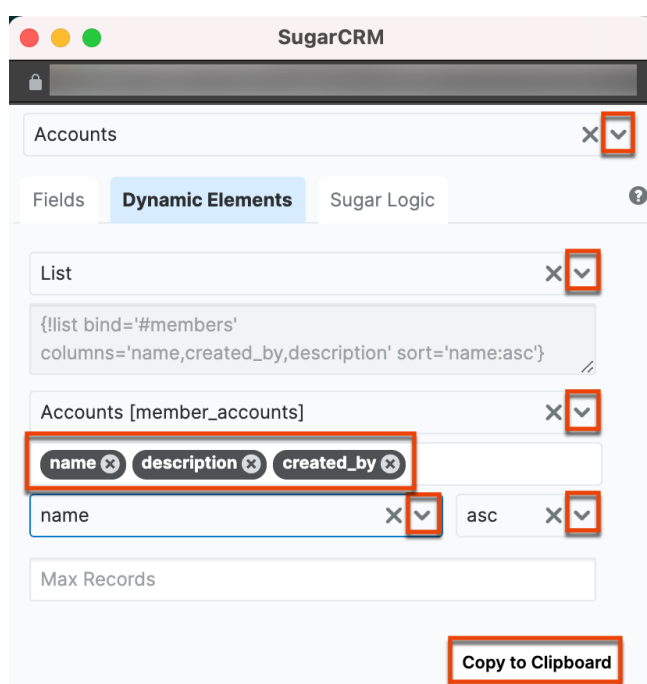 SugarCRM
Accounts
Fields Dynamic Elements Sugar Logic
List
{!list bind='#members'
columns='name,created_by,description' sort='name:asc'}
Accounts [member_accounts]
name description created_by
name asc
Max Records
Copy to Clipboard